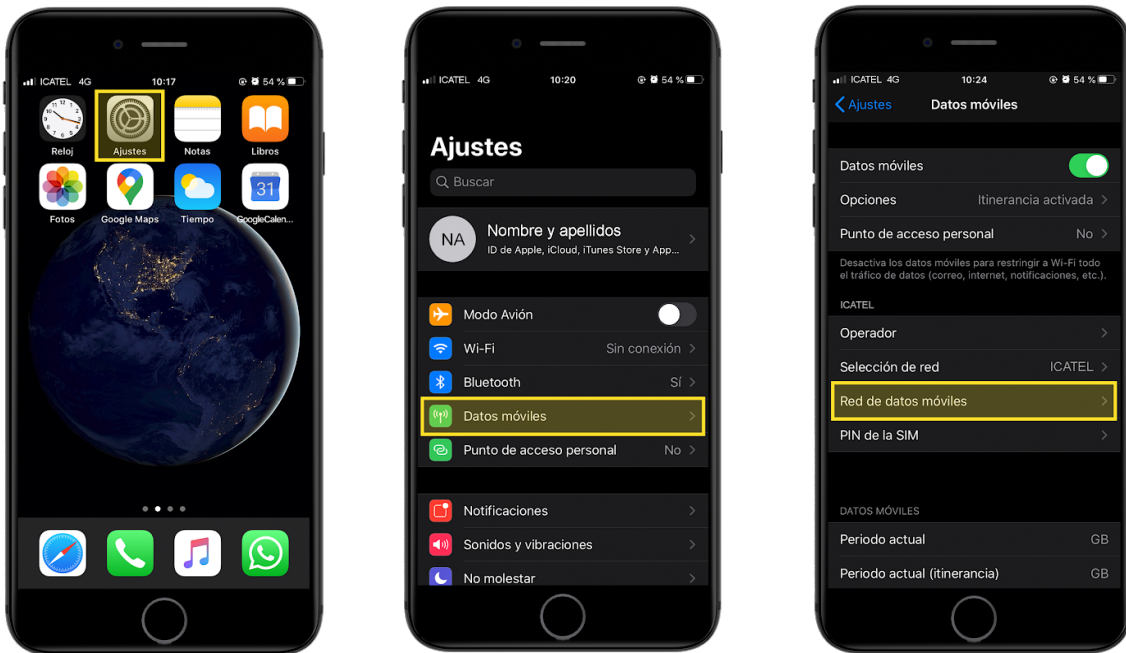 ICATEL 4G 10:17 54 %
Reloj Ajustes Notas Libros
31
Fotos Google Maps Tiempo GoogleCalen...
ICATEL 4G 10:20 54 %
Ajustes
Buscar
NA
Nombre y apellidos
ID de Apple, iCloud, iTunes Store y App...
Modo Avión
Wi-Fi Sin conexión
Bluetooth Sí
Datos móviles
Punto de acceso personal No
Notificaciones
Sonidos y vibraciones
No molestar
ICATEL 4G 10:24 54 %
Ajustes Datos móviles
Datos móviles
Opciones Itinerancia activada
Punto de acceso personal No
Desactiva los datos móviles para restringir a Wi-Fi todo
el tráfico de datos (correo, internet, notificaciones, etc.).
ICATEL
Operador
Selección de red ICATEL
Red de datos móviles
PIN de la SIM
DATOS MÓVILES
Periodo actual GB
Periodo actual (itinerancia) GB